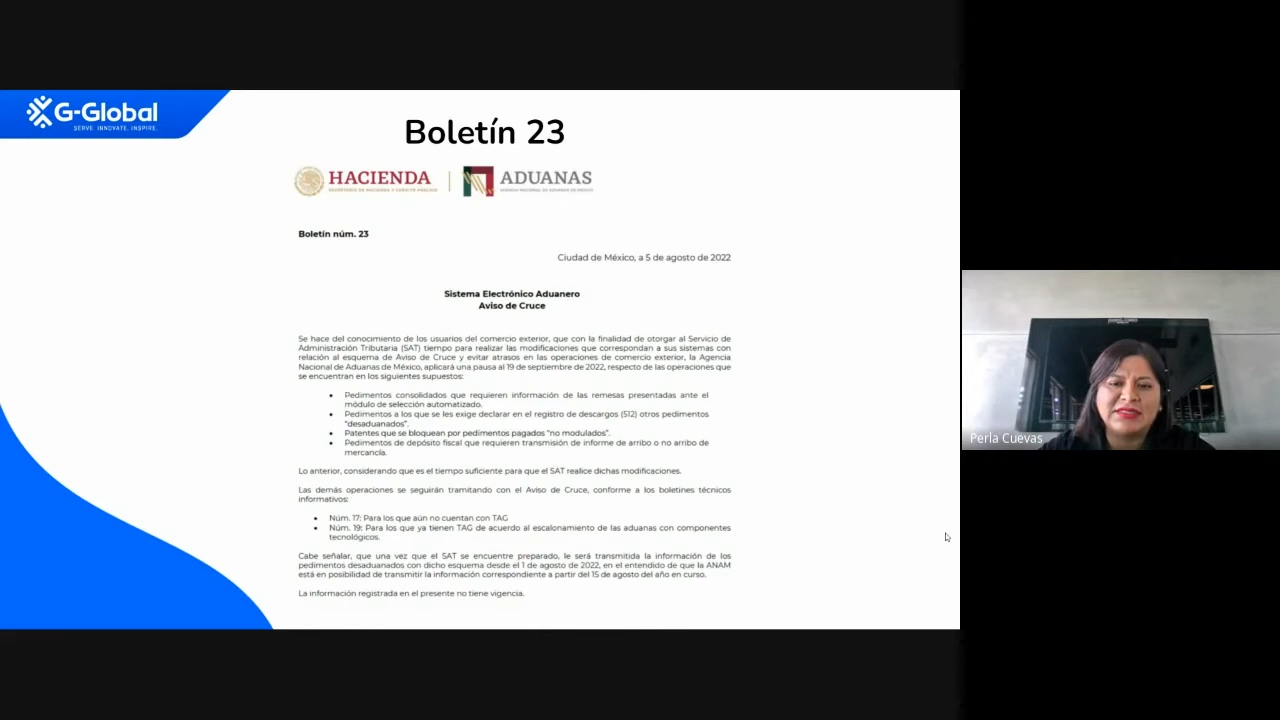 G-Global
SERVE. INNOVATE. INSPIRE.
Boletín 23
HACIENDA
SECRETARÍA DE HACIENDA Y CRÉDITO PÚBLICO
ADUANAS
AGENCIA NACIONAL DE ADUANAS DE MÉXICO
Boletín núm. 23
Ciudad de México, a 5 de agosto de 2022
Sistema Electrónico Aduanero
Aviso de Cruce
Se hace del conocimiento de los usuarios del comercio exterior, que con la finalidad de otorgar al Servicio de
Administración Tributaria (SAT) tiempo para realizar las modificaciones que correspondan a sus sistemas con
relación al esquema de Aviso de Cruce y evitar atrasos en las operaciones de comercio exterior, la Agencia
Nacional de Aduanas de México, aplicará una pausa al 19 de septiembre de 2022, respecto de las operaciones que
se encuentran en los siguientes supuestos:
• Pedimentos consolidados que requieren información de las remesas presentadas ante el
módulo de selección automatizado.
• Pedimentos a los que se les exige declarar en el registro de descargos (512) otros pedimentos
"desaduanados".
• Patentes que se bloquean por pedimentos pagados "no modulados".
• Pedimentos de depósito fiscal que requieren transmisión de informe de arribo o no arribo de
mercancía.
Lo anterior, considerando que es el tiempo suficiente para que el SAT realice dichas modificaciones.
Las demás operaciones se seguirán tramitando con el Aviso de Cruce, conforme a los boletines técnicos
informativos:
• Núm. 17: Para los que aún no cuentan con TAG
• Núm. 19: Para los que ya tienen TAG de acuerdo al escalonamiento de las aduanas con componentes
tecnológicos.
Cabe señalar, que una vez que el SAT se encuentre preparado, le será transmitida la información de los
pedimentos desaduanados con dicho esquema desde el 1 de agosto de 2022, en el entendido de que la ANAM
está en posibilidad de transmitir la información correspondiente a partir del 15 de agosto del año en curso.
La información registrada en el presente no tiene vigencia.
Perla Cuevas